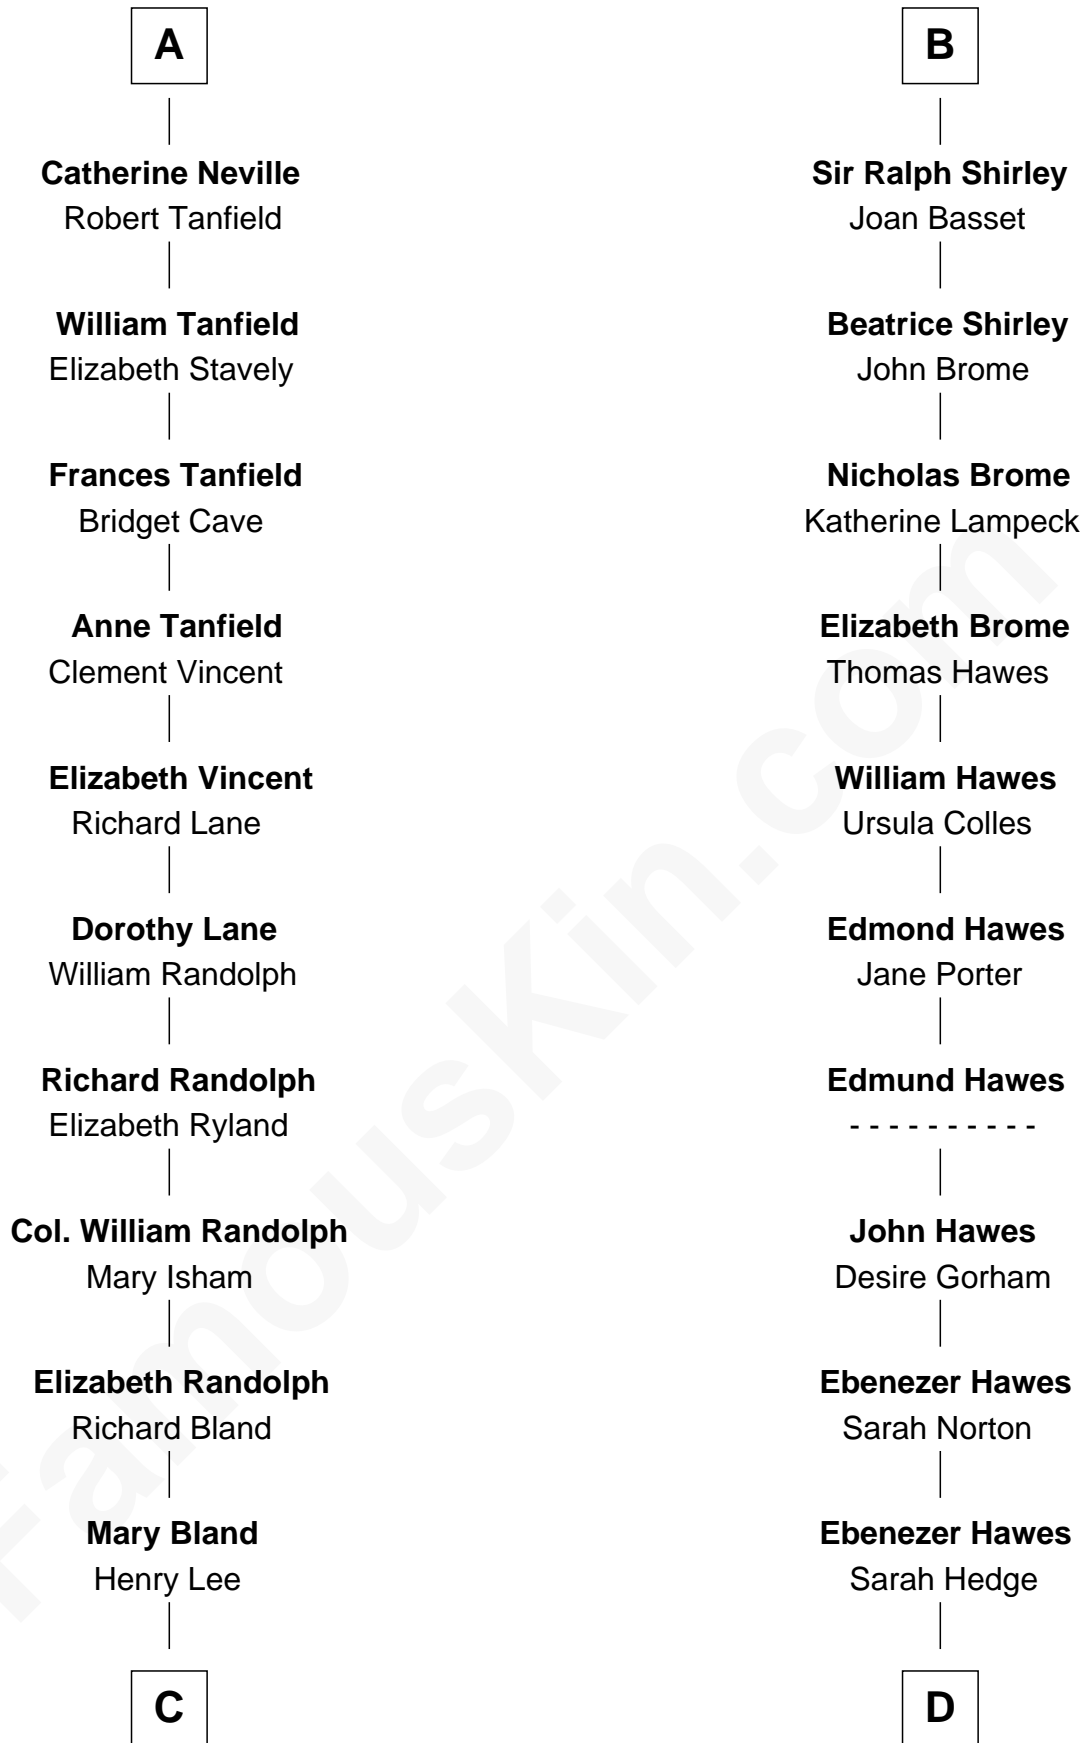 A
Catherine Neville
Robert Tanfield
William Tanfield
Elizabeth Stavely
Frances Tanfield
Bridget Cave
Anne Tanfield
Clement Vincent
Elizabeth Vincent
Richard Lane
Dorothy Lane
William Randolph
Richard Randolph
Elizabeth Ryland
Col. William Randolph
Mary Isham
Elizabeth Randolph
Richard Bland
Mary Bland
Henry Lee
C
B
Sir Ralph Shirley
Joan Basset
Beatrice Shirley
John Brome
Nicholas Brome
Katherine Lampeck
Elizabeth Brome
Thomas Hawes
William Hawes
Ursula Colles
Edmond Hawes
Jane Porter
Edmund Hawes
- - - - - - - - - -
John Hawes
Desire Gorham
Ebenezer Hawes
Sarah Norton
Ebenezer Hawes
Sarah Hedge
D
FamousKin.com